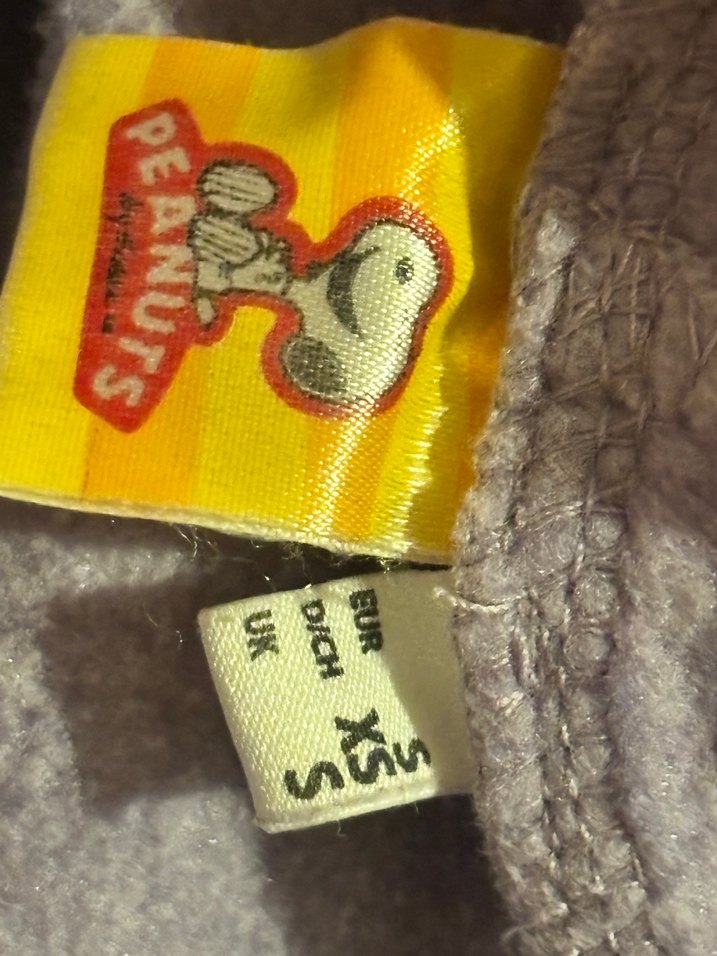 PEANUTS
EUR S
D/CH XS
UK S